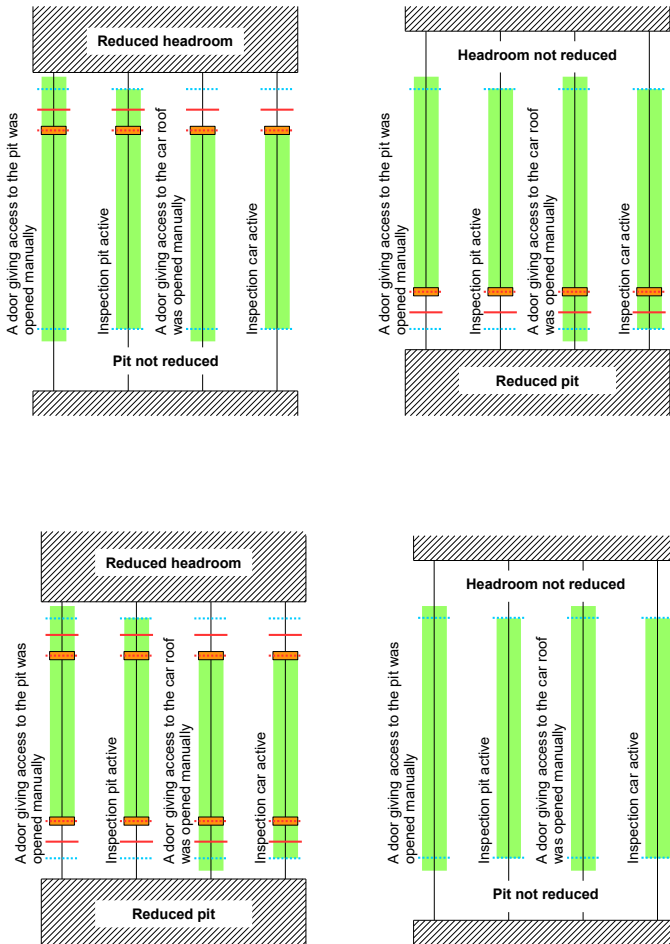 Reduced headroom
A door giving access to the pit was
opened manually
Inspection pit active
A door giving access to the car roof
was opened manually
Inspection car active
Pit not reduced
Headroom not reduced
A door giving access to the pit was
opened manually
Inspection pit active
A door giving access to the car roof
was opened manually
Inspection car active
Reduced pit
Reduced headroom
A door giving access to the pit was
opened manually
Inspection pit active
A door giving access to the car roof
was opened manually
Inspection car active
Reduced pit
Headroom not reduced
A door giving access to the pit was
opened manually
Inspection pit active
A door giving access to the car roof
was opened manually
Inspection car active
Pit not reduced